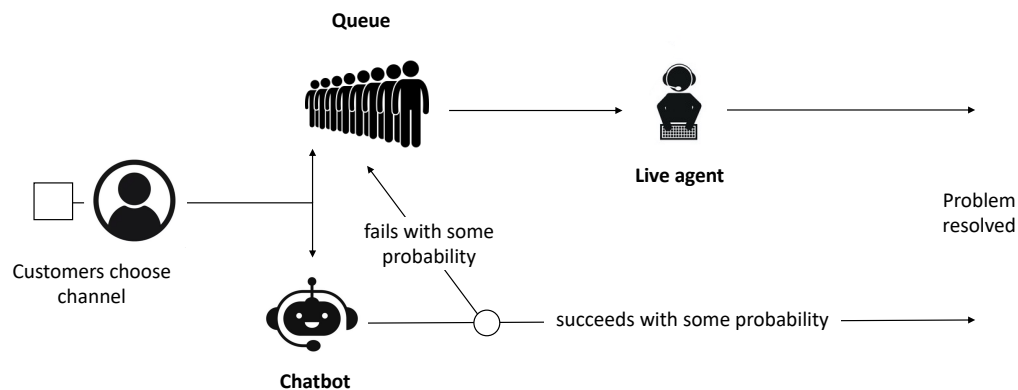 Queue
Live agent
Problem
resolved
fails with some
probability
Customers choose
channel
succeeds with some probability
Chatbot